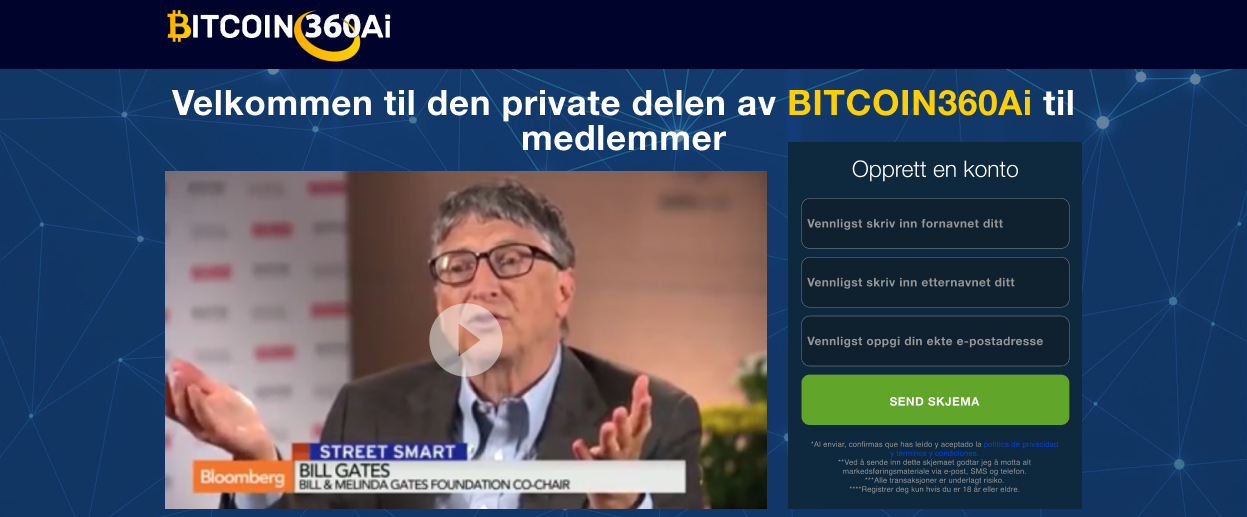 BITCOIN360Ai
Velkommen til den private delen av BITCOIN360Ai til
medlemmer
STREET SMART
Bloomberg
BILL GATES
BILL & MELINDA GATES FOUNDATION CO-CHAIR
Opprett en konto
Vennligst skriv inn fornavnet ditt
Vennligst skriv inn etternavnet ditt
Vennligst oppgi din ekte e-postadresse
SEND SKJEMA
*Al enviar, confirmas que has leído y aceptado la política de privacidad
y términos y condiciones.
**Ved å sende inn dette skjemaet godtar jeg å motta alt
markedsføringsmateriale via e-post, SMS og telefon.
***Alle transaksjoner er underlagt risiko.
****Registrer deg kun hvis du er 18 år eller eldre.